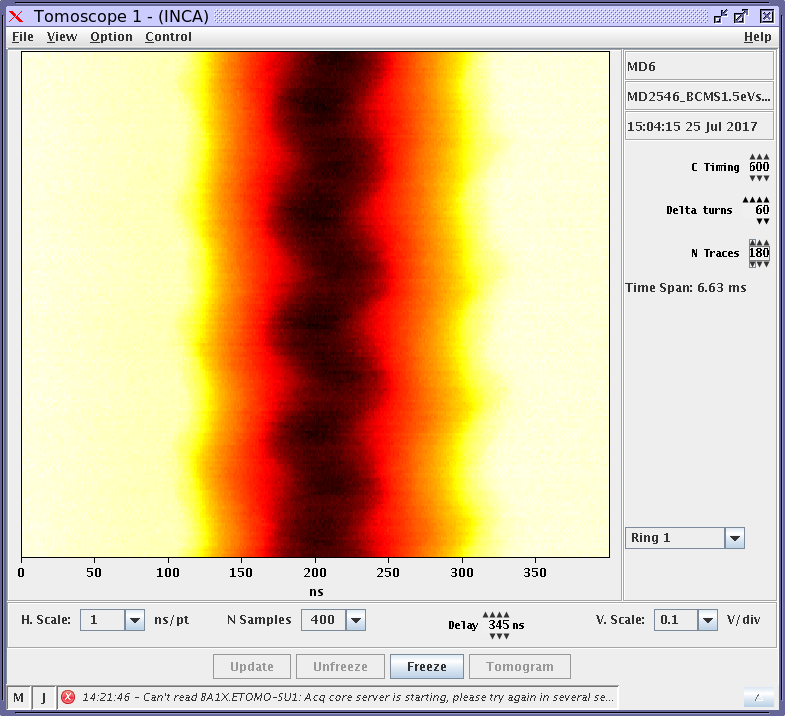 Tomoscope 1 - (INCA)
File View Option Control Help
MD6
MD2546_BCMS1.5eVs...
15:04:15 25 Jul 2017
C Timing 600
Delta turns 60
N Traces 180
Time Span: 6.63 ms
Ring 1
0 50 100 150 200 250 300 350
ns
H. Scale: 1 ns/pt N Samples 400 Delay 345 ns V. Scale: 0.1 V/div
Update Unfreeze Freeze Tomogram
M J 14:21:46 - Can't read BA1X.ETOMO-SU1: Acq core server is starting, please try again in several se...